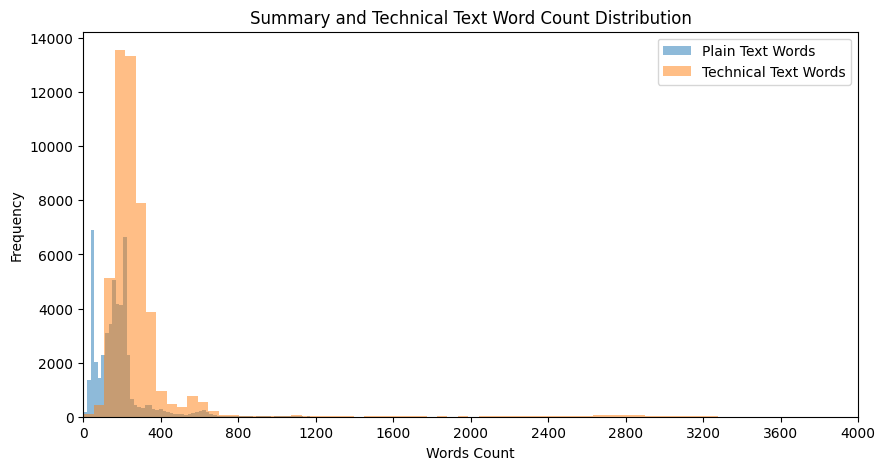 Summary and Technical Text Word Count Distribution
Plain Text Words
Technical Text Words
Frequency
14000
12000
10000
8000
6000
4000
2000
0
0 400 800 1200 1600 2000 2400 2800 3200 3600 4000
Words Count